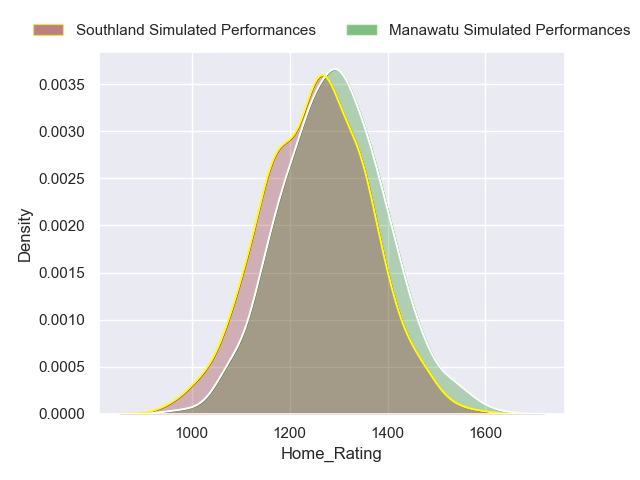 Southland Simulated Performances
Manawatu Simulated Performances
0.0035
0.0030
0.0025
0.0020
0.0015
0.0010
0.0005
0.0000
Density
1000 1200 1400 1600
Home_Rating